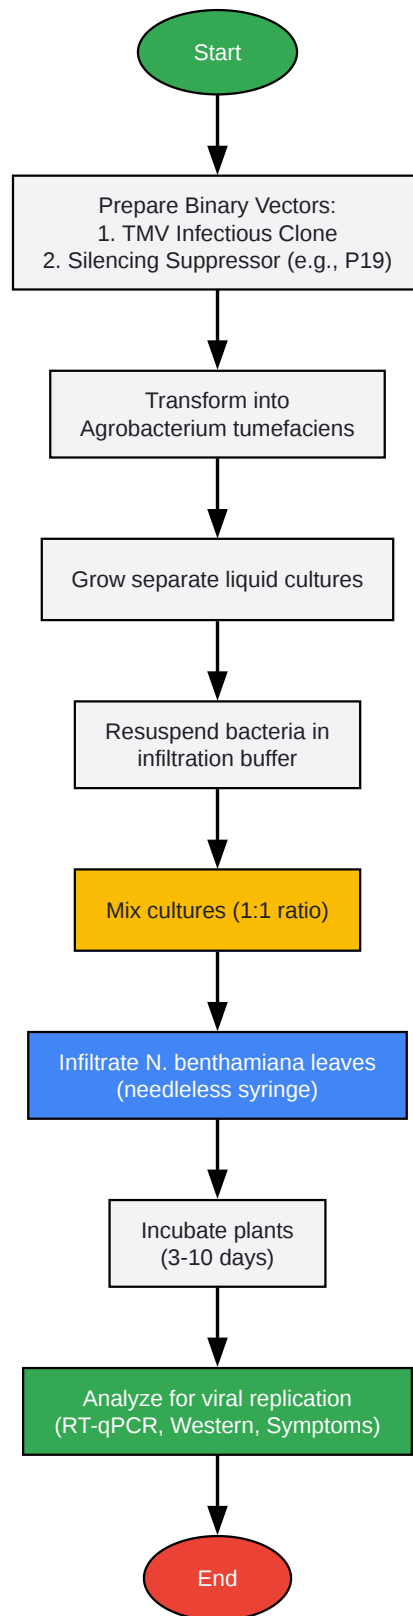 Start
Prepare Binary Vectors:
1. TMV Infectious Clone
2. Silencing Suppressor (e.g., P19)
Transform into
Agrobacterium tumefaciens
Grow separate liquid cultures
Resuspend bacteria in
infiltration buffer
Mix cultures (1:1 ratio)
Infiltrate N. benthamiana leaves
(needleless syringe)
Incubate plants
(3-10 days)
Analyze for viral replication
(RT-qPCR, Western, Symptoms)
End